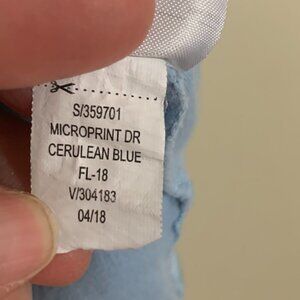 S/359701
MICROPRINT DR
CERULEAN BLUE
FL-18
V/304183
04/18